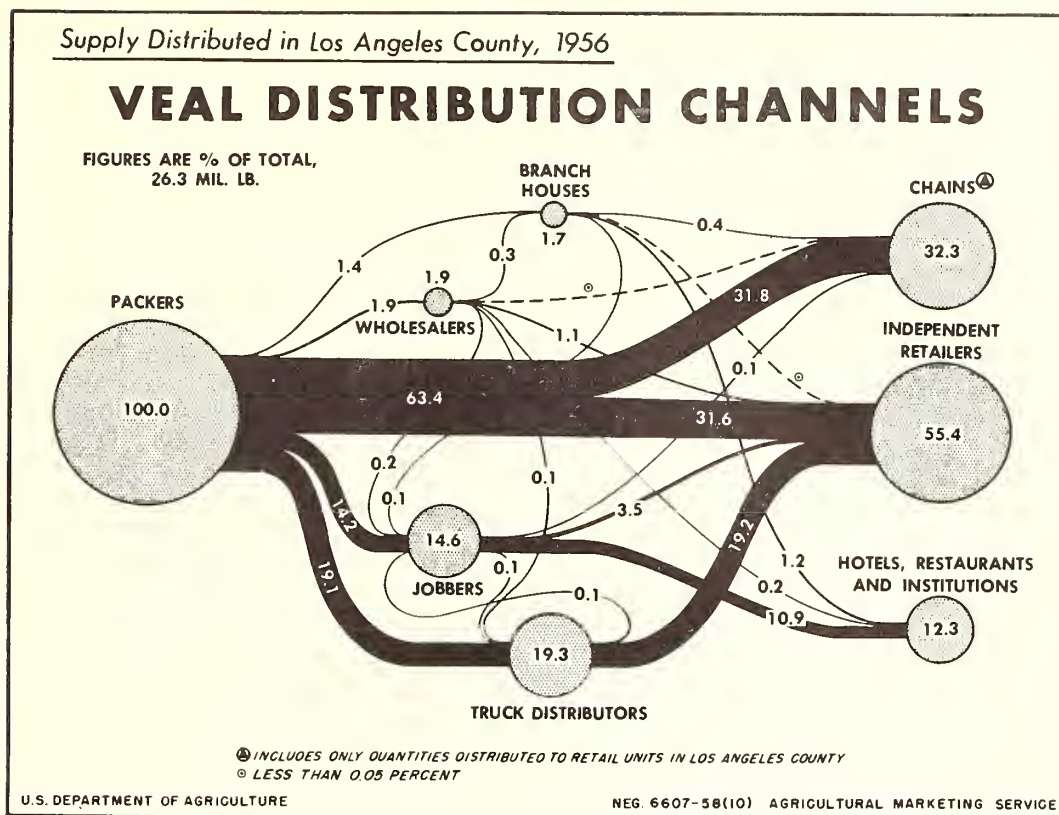 Supply Distributed in Los Angeles County, 1956
VEAL DISTRIBUTION CHANNELS
FIGURES ARE % OF TOTAL,
26.3 MIL. LB.
BRANCH
HOUSES
1.7
CHAINS Ⓐ
32.3
0.4
0.3
1.4
1.9
WHOLESALERS
1.9
⊙
31.8
1.1
PACKERS
100.0
INDEPENDENT
RETAILERS
55.4
0.1
⊙
63.4
31.6
0.2
0.1
0.1
3.5
14.2
14.6
JOBBERS
0.1
19.2
19.1
0.1
1.2
0.2
10.9
HOTELS, RESTAURANTS
AND INSTITUTIONS
12.3
19.3
TRUCK DISTRIBUTORS
Ⓐ INCLUDES ONLY QUANTITIES DISTRIBUTED TO RETAIL UNITS IN LOS ANGELES COUNTY
⊙ LESS THAN 0.05 PERCENT
U.S. DEPARTMENT OF AGRICULTURE
NEG. 6607-58(10) AGRICULTURAL MARKETING SERVICE